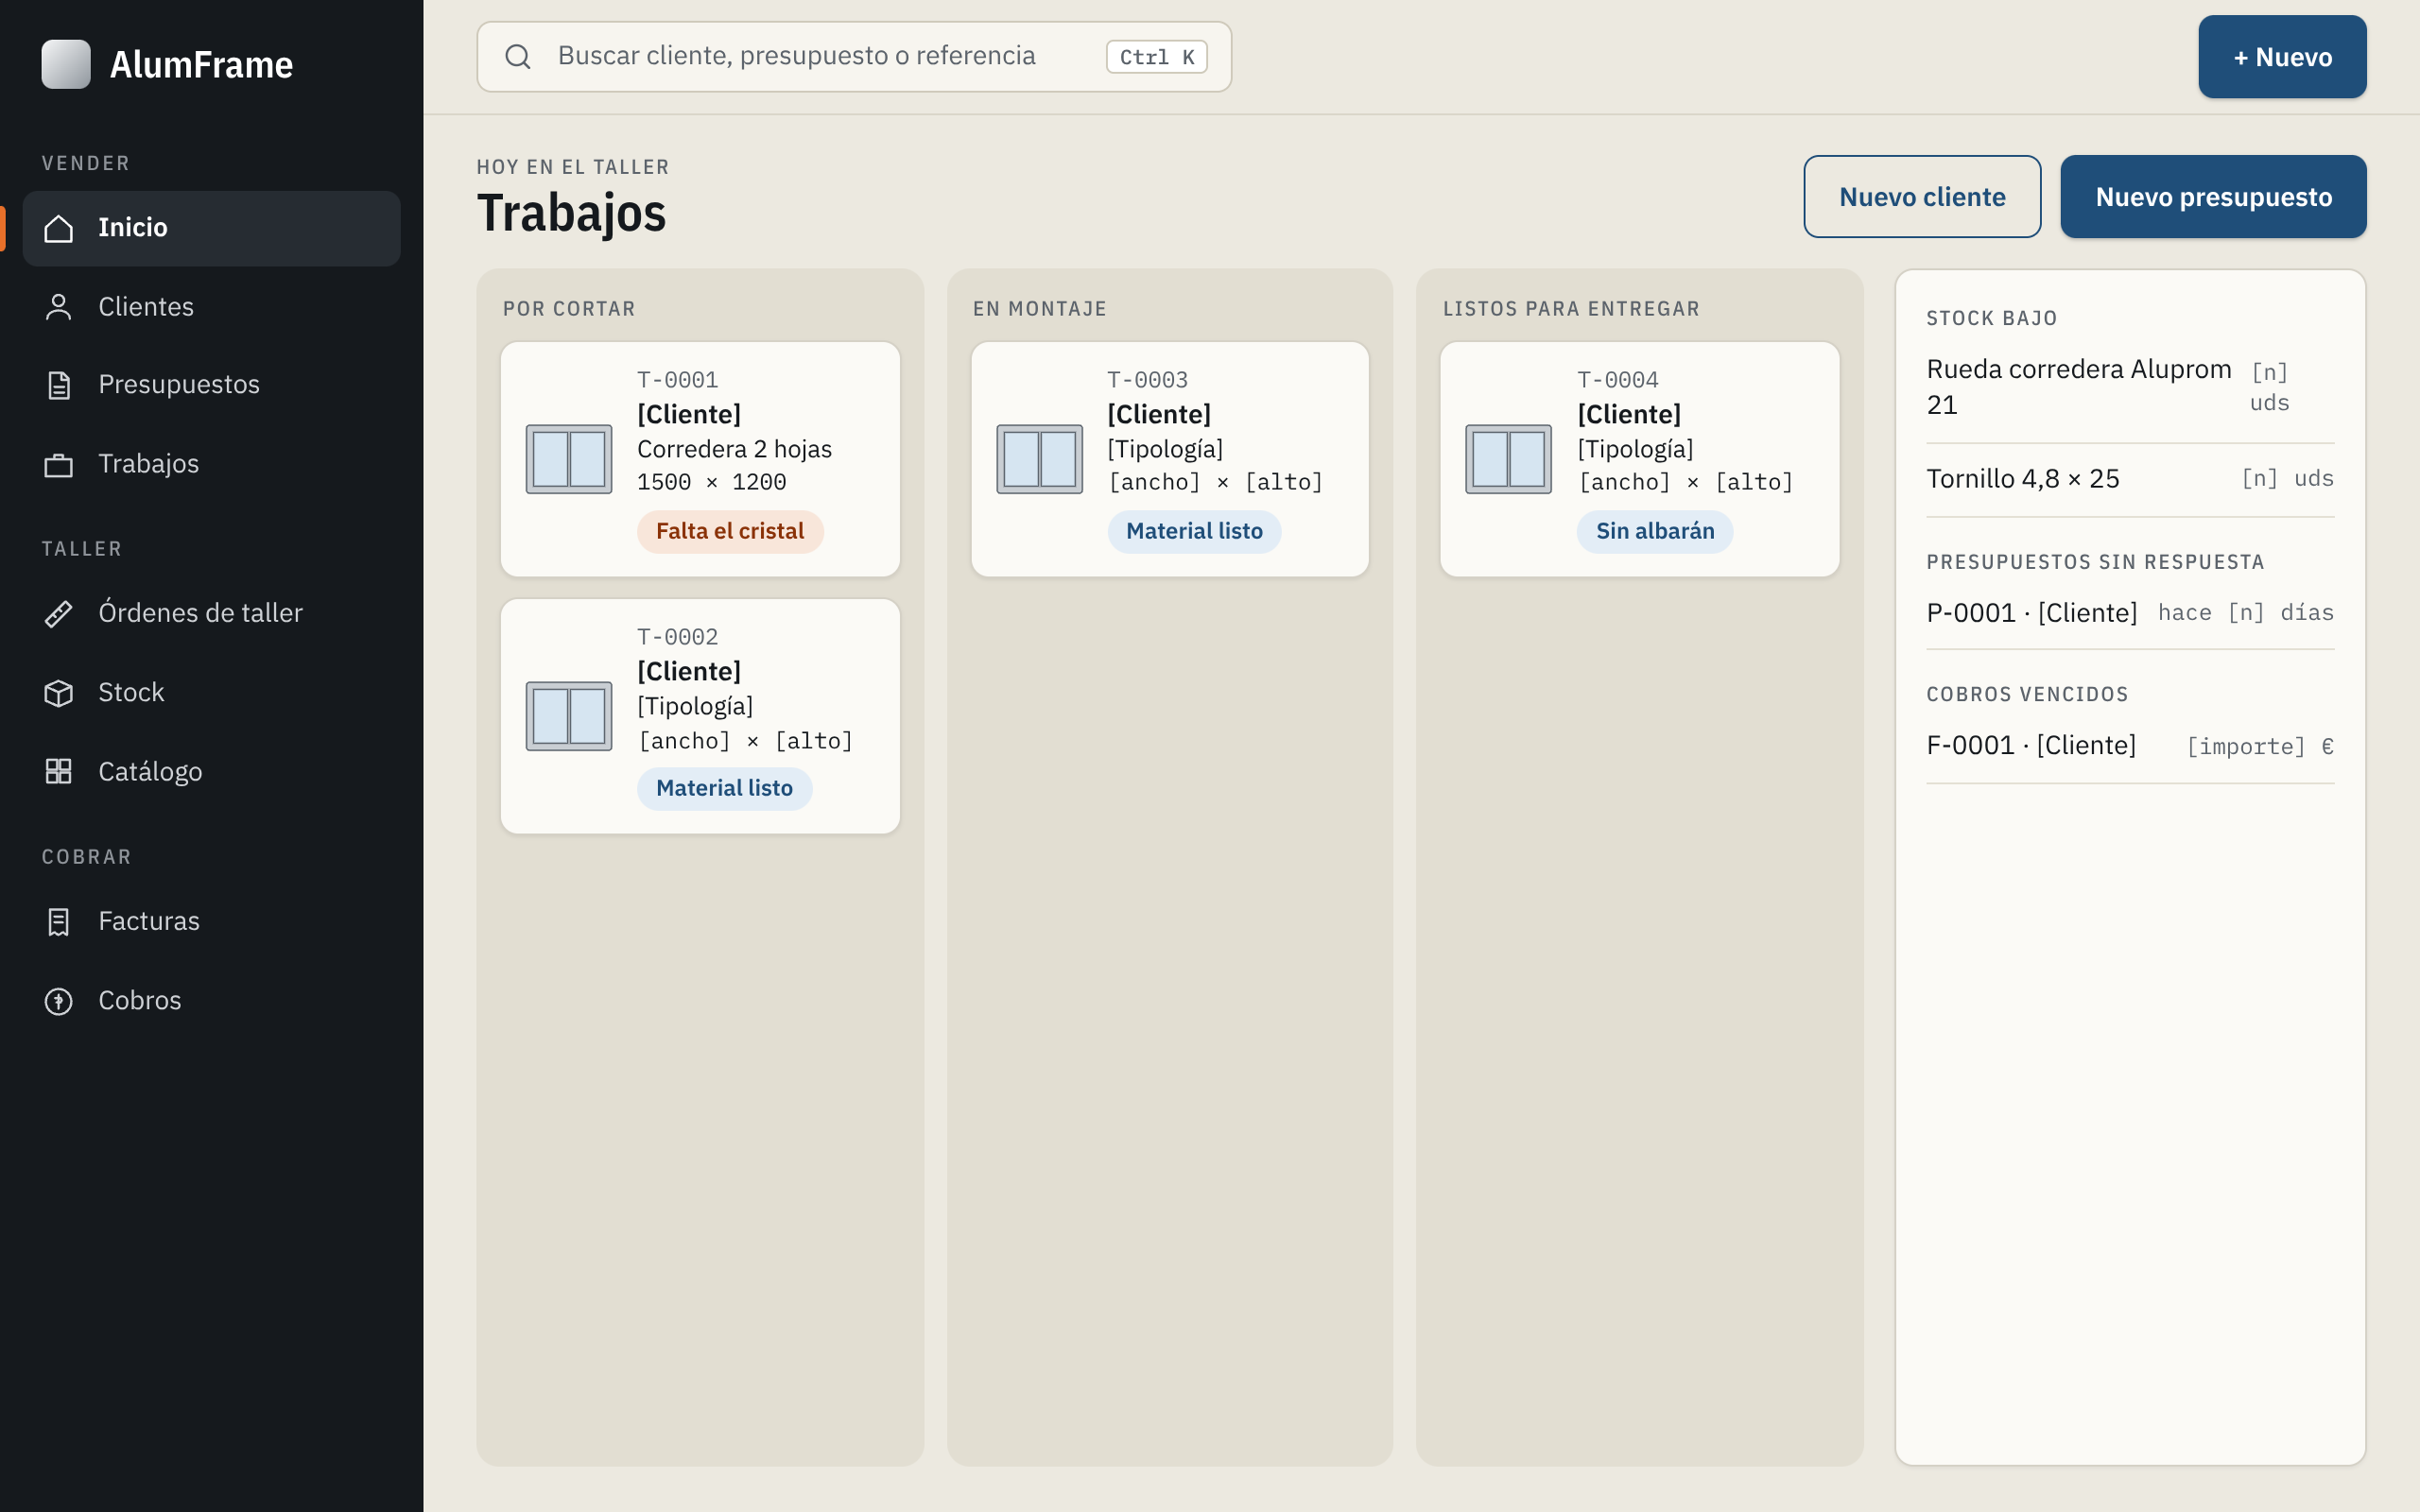 AlumFrame
VENDER
Inicio
Clientes
Presupuestos
Trabajos
TALLER
Órdenes de taller
Stock
Catálogo
COBRAR
Facturas
Cobros
Buscar cliente, presupuesto o referencia
Ctrl K
+ Nuevo
HOY EN EL TALLER
Trabajos
Nuevo cliente
Nuevo presupuesto
POR CORTAR
T-0001
[Cliente]
Corredera 2 hojas
1500 × 1200
Falta el cristal
T-0002
[Cliente]
[Tipología]
[ancho] × [alto]
Material listo
EN MONTAJE
T-0003
[Cliente]
[Tipología]
[ancho] × [alto]
Material listo
LISTOS PARA ENTREGAR
T-0004
[Cliente]
[Tipología]
[ancho] × [alto]
Sin albarán
STOCK BAJO
Rueda corredera Aluprom [n]
21 uds
Tornillo 4,8 × 25 [n] uds
PRESUPUESTOS SIN RESPUESTA
P-0001 · [Cliente] hace [n] días
COBROS VENCIDOS
F-0001 · [Cliente] [importe] €